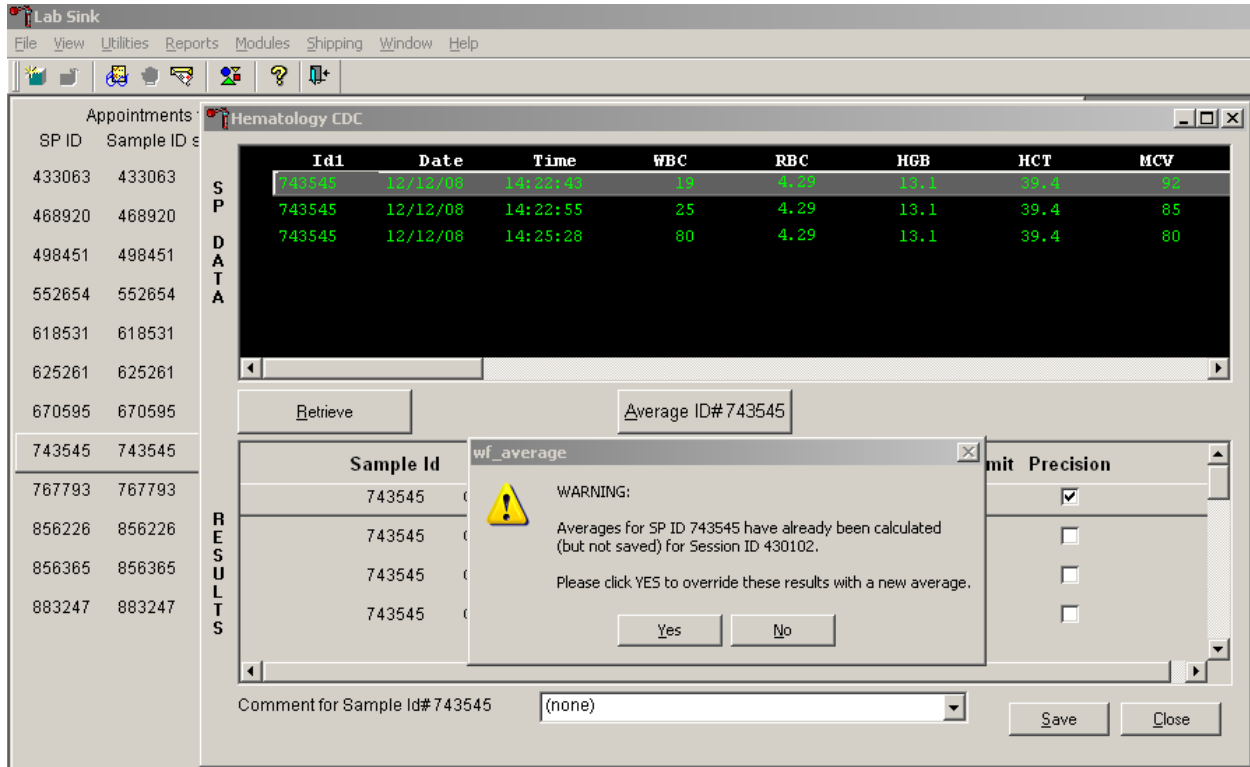 Lab Sink
File View Utilities Reports Modules Shipping Window Help
Appointments
SP ID Sample ID s
433063 433063
468920 468920
498451 498451
552654 552654
618531 618531
625261 625261
670595 670595
743545 743545
767793 767793
856226 856226
856365 856365
883247 883247
Hematology CDC
SP DATA
Id1 Date Time WBC RBC HGB HCT MCV
743545 12/12/08 14:22:43 19 4.29 13.1 39.4 92
743545 12/12/08 14:22:55 25 4.29 13.1 39.4 85
743545 12/12/08 14:25:28 80 4.29 13.1 39.4 80
Retrieve Average ID#743545
RESULTS
Sample Id mit Precision
743545
743545
743545
743545
wf_average
WARNING:
Averages for SP ID 743545 have already been calculated
(but not saved) for Session ID 430102.
Please click YES to override these results with a new average.
Yes No
Comment for Sample Id#743545 (none)
Save Close